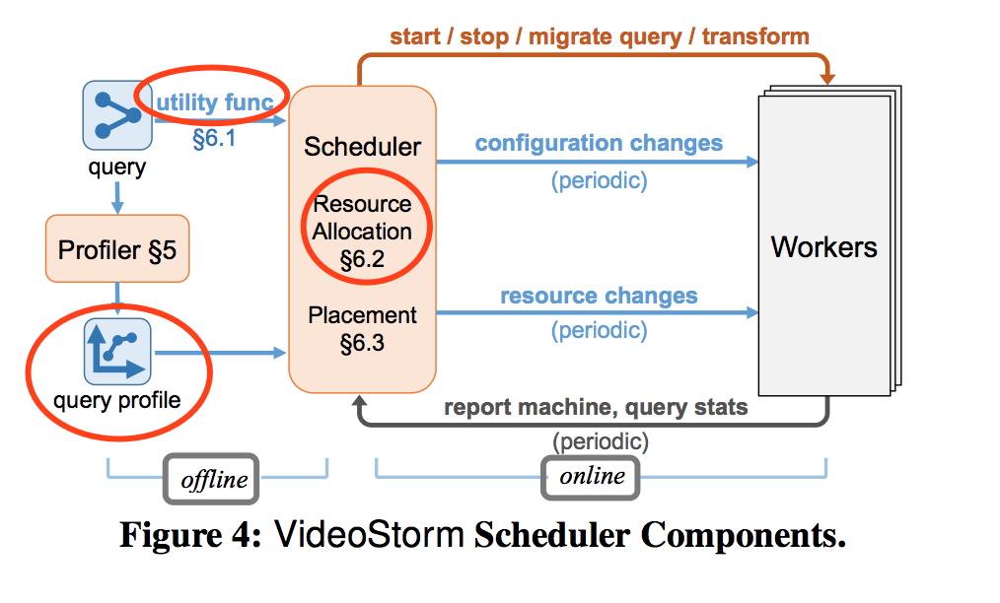 start / stop / migrate query / transform
utility func
§6.1
query
Profiler §5
query profile
Scheduler
Resource
Allocation
§6.2
Placement
§6.3
configuration changes
(periodic)
resource changes
(periodic)
Workers
report machine, query stats
(periodic)
offline
online
Figure 4: VideoStorm Scheduler Components.